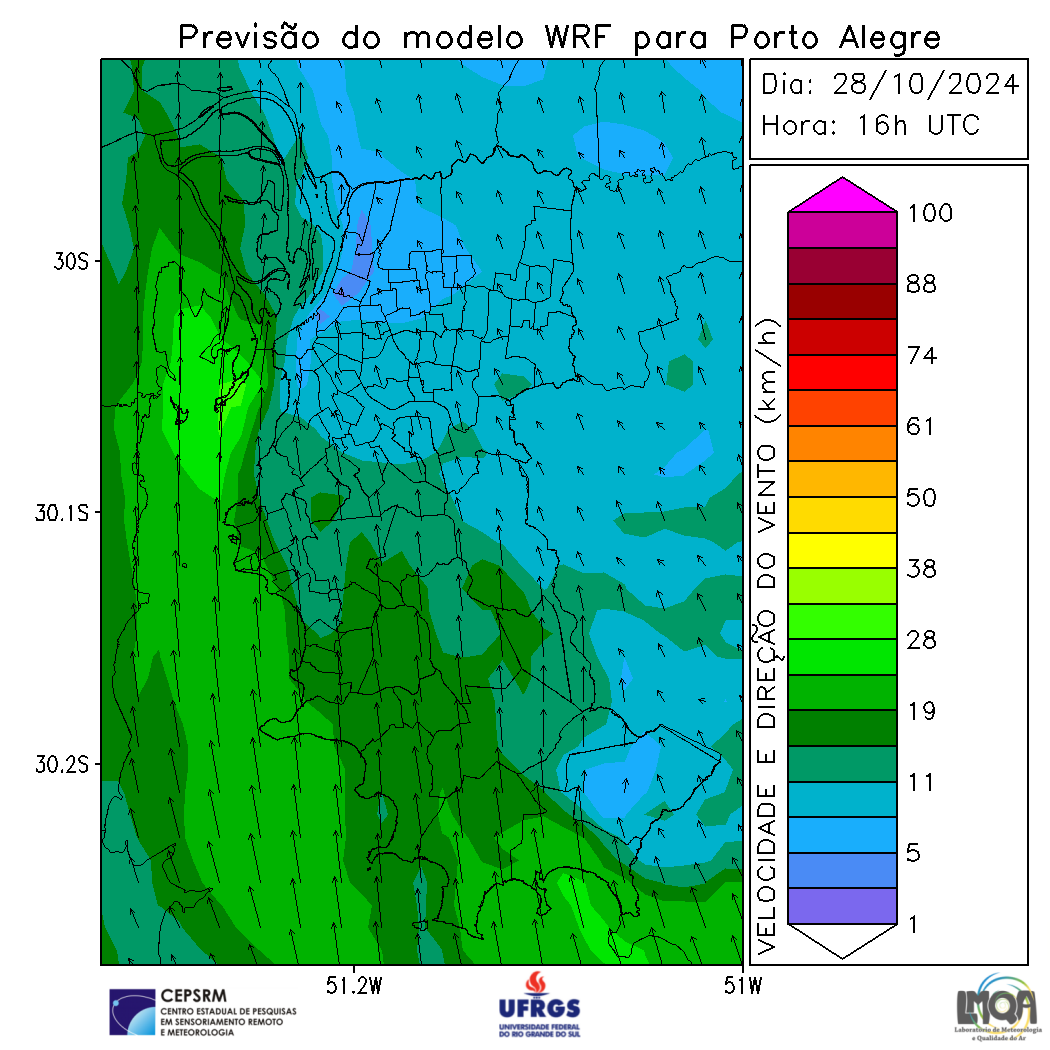 Previsão do modelo WRF para Porto Alegre
Dia: 28/10/2024
Hora: 16h UTC
30S
30.1S
30.2S
51.2W
51W
VELOCIDADE E DIREÇÃO DO VENTO (km/h)
100
88
74
61
50
38
28
19
11
5
1
CEPSRM
CENTRO ESTADUAL DE PESQUISAS
EM SENSORIAMENTO REMOTO
E METEOROLOGIA
UFRGS
UNIVERSIDADE FEDERAL
DO RIO GRANDE DO SUL
LMQA
Laboratório de Meteorologia
e Qualidade do Ar